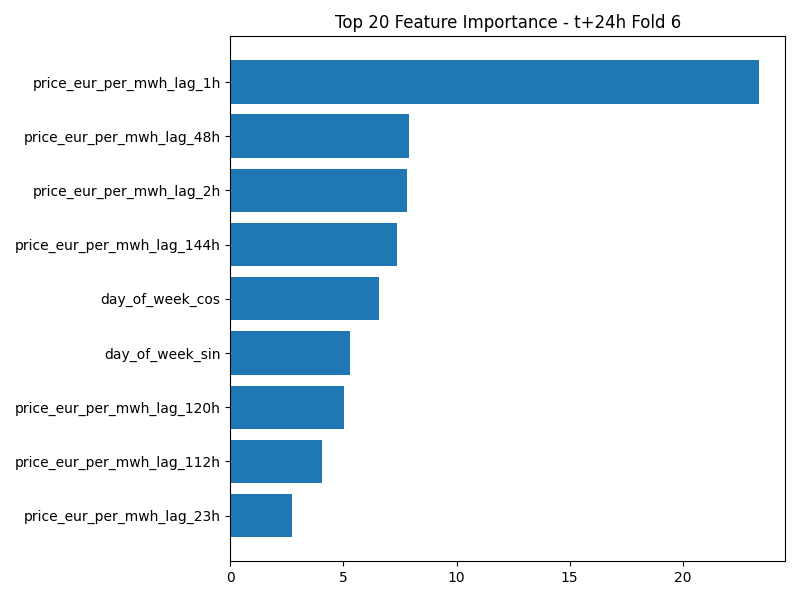 Top 20 Feature Importance - t+24h Fold 6
price_eur_per_mwh_lag_1h
price_eur_per_mwh_lag_48h
price_eur_per_mwh_lag_2h
price_eur_per_mwh_lag_144h
day_of_week_cos
day_of_week_sin
price_eur_per_mwh_lag_120h
price_eur_per_mwh_lag_112h
price_eur_per_mwh_lag_23h
0 5 10 15 20